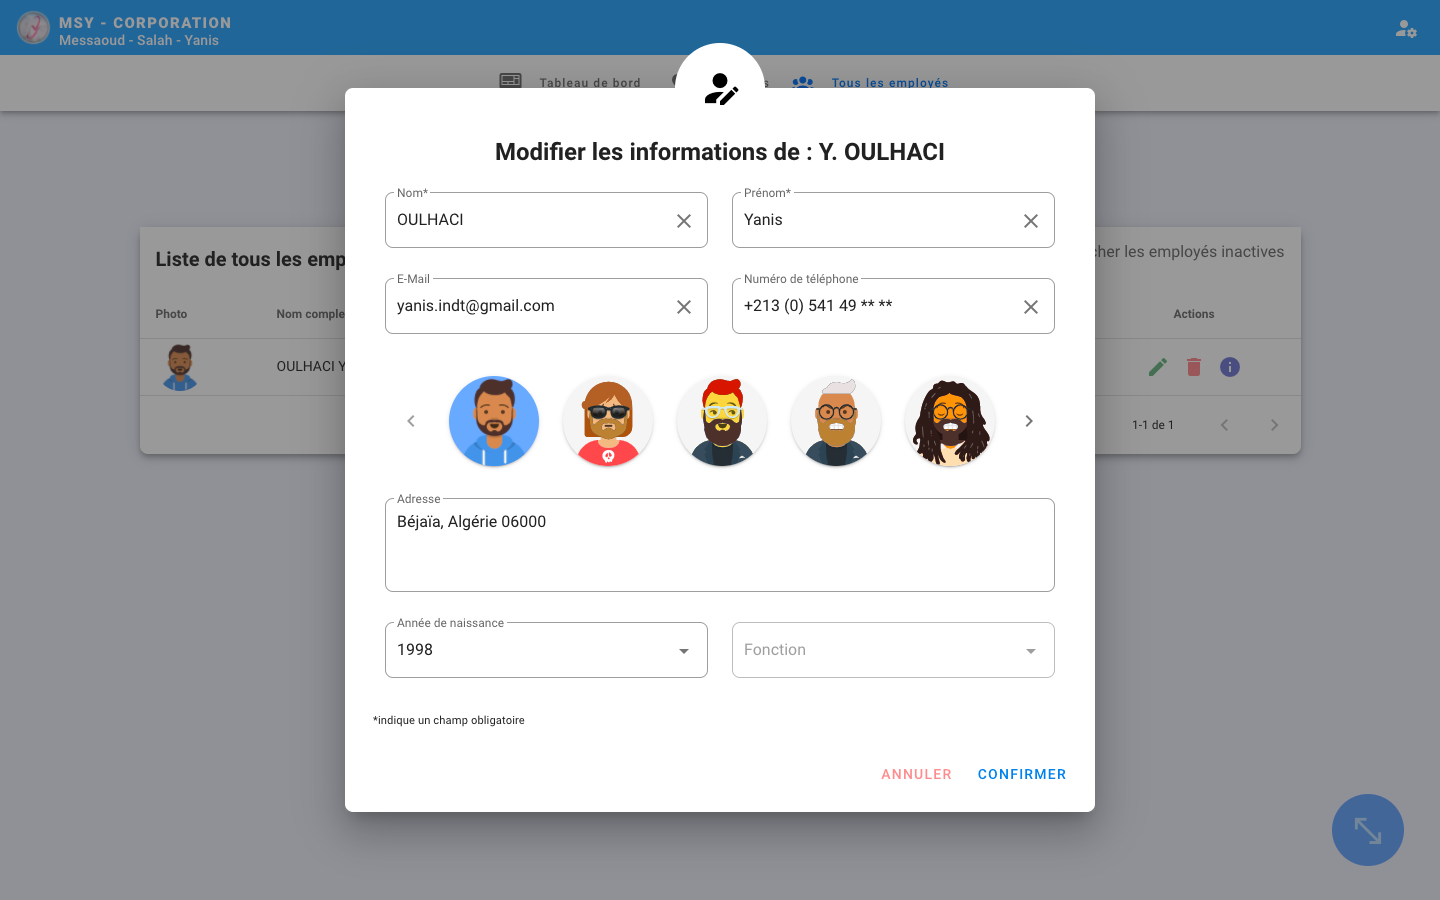 MSY - CORPORATION
Messaoud - Salah - Yanis
Tableau de bord
Tous les employés
Modifier les informations de : Y. OULHACI
Nom*
OULHACI
Prénom*
Yanis
E-Mail
yanis.indt@gmail.com
Numéro de téléphone
+213 (0) 541 49 ** **
Adresse
Béjaïa, Algérie 06000
Année de naissance
1998
Fonction
*indique un champ obligatoire
ANNULER
CONFIRMER
Liste de tous les
les employés inactives
Photo
Nom
Actions
OULHACI
1-1 de 1